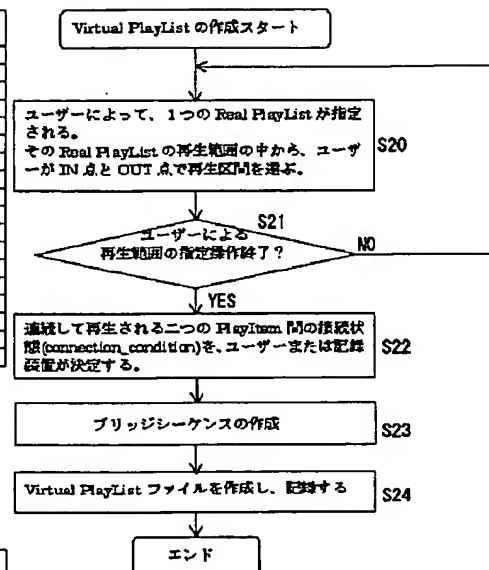 Virtual PlayList の作成スタート
ユーザーによって、1つの Real PlayList が指定
される。
その Real PlayList の再生範囲の中から、ユーザ
ーが IN 点と OUT 点で再生区間を選ぶ。
S20
S21
ユーザーによる
再生範囲の指定操作終了？
NO
YES
連続して再生される二つの PlayItem 間の接続状
態(connection_condition)を、ユーザーまたは記録
装置が決定する。
S22
ブリッジシーケンスの作成
S23
Virtual PlayList ファイルを作成し、記録する
S24
エンド